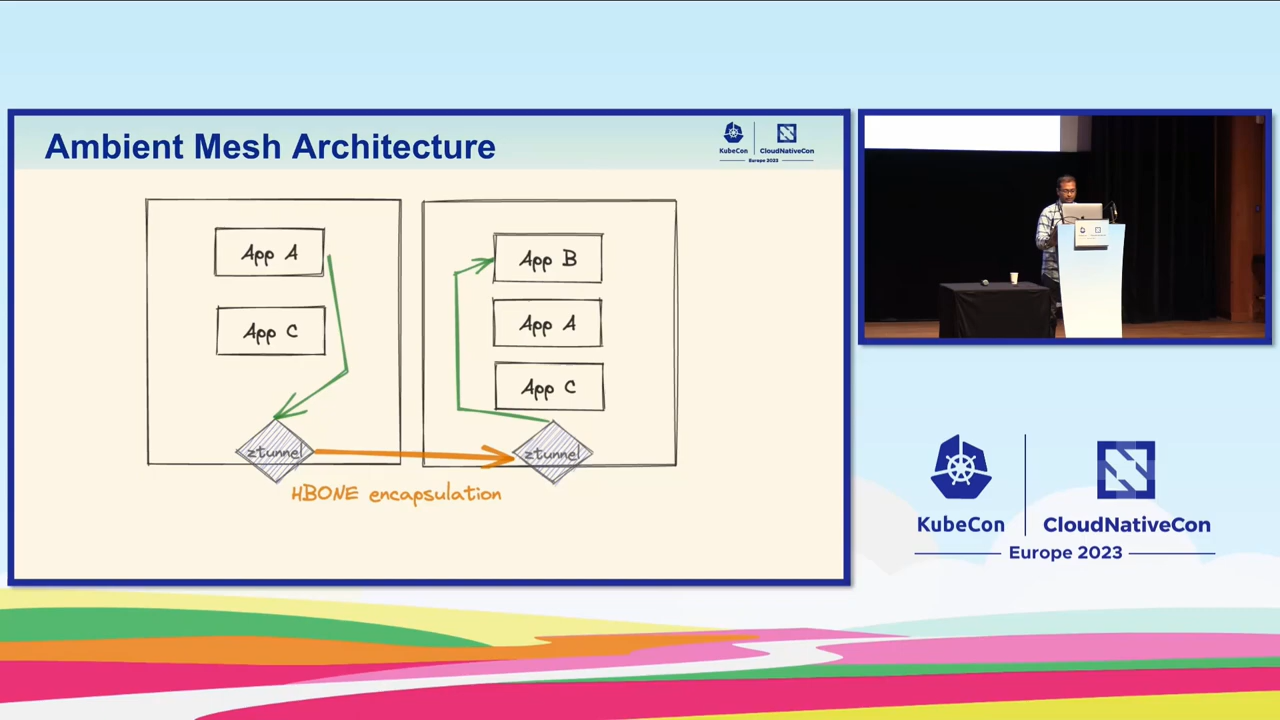 Ambient Mesh Architecture
KubeCon
CloudNativeCon
Europe 2023
App A
App C
App B
App A
App C
ztunnel
ztunnel
HBONE encapsulation
KubeCon
CloudNativeCon
Europe 2023